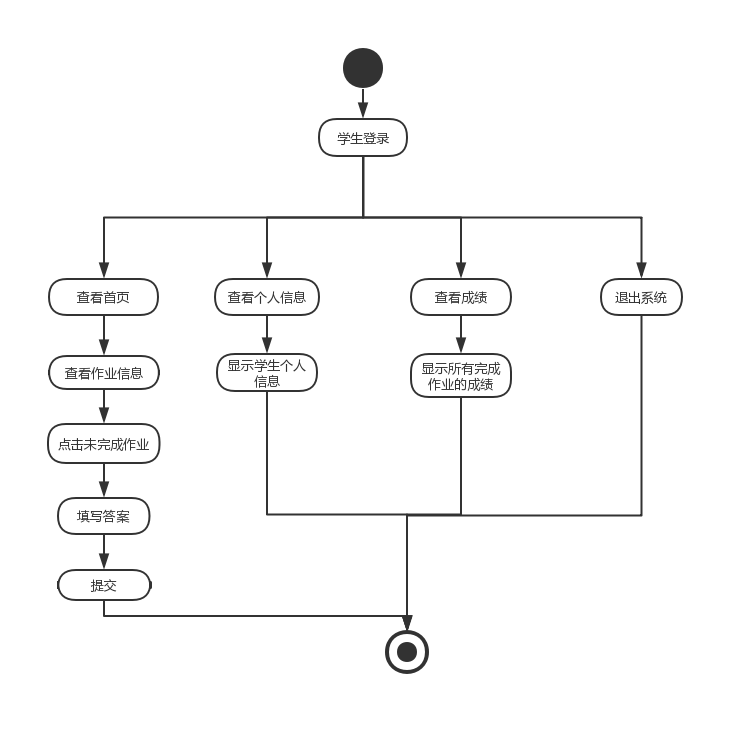 学生登录
查看首页
查看个人信息
查看成绩
退出系统
查看作业信息
显示学生个人
信息
显示所有完成
作业的成绩
点击未完成作业
填写答案
提交